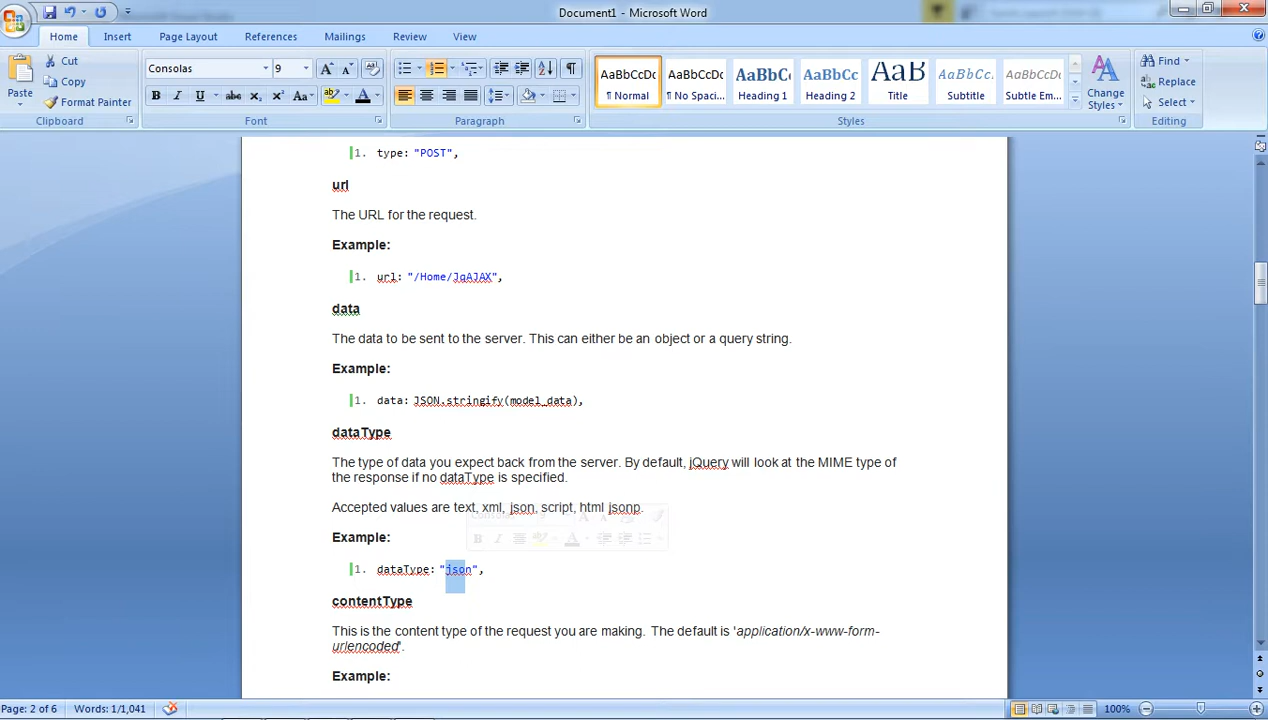 Document1 - Microsoft Word
Home Insert Page Layout References Mailings Review View
Paste
Cut
Copy
Format Painter
Clipboard
Consolas 9
Font
Paragraph
AaBbCcDc AaBbCcDc AaBbCc AaBbCc AaB AaBbCc. AaBbCcDc
¶ Normal ¶ No Spaci... Heading 1 Heading 2 Title Subtitle Subtle Em...
Change Styles
Styles
Find
Replace
Select
Editing
1. type: "POST",
url
The URL for the request.
Example:
1. url: "/Home/JqAJAX",
data
The data to be sent to the server. This can either be an object or a query string.
Example:
1. data: JSON.stringify(model_data),
dataType
The type of data you expect back from the server. By default, jQuery will look at the MIME type of
the response if no dataType is specified.
Accepted values are text, xml, json, script, html jsonp.
Example:
1. dataType: "json",
contentType
This is the content type of the request you are making. The default is 'application/x-www-form-
urlencoded'.
Example:
Page: 2 of 6 Words: 1/1,041 100%